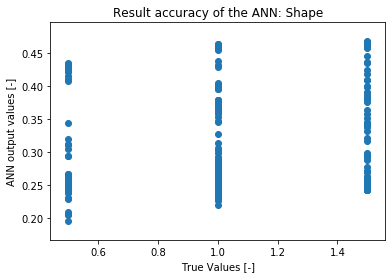 Result accuracy of the ANN: Shape
ANN output values [-]
0.45
0.40
0.35
0.30
0.25
0.20
0.6 0.8 1.0 1.2 1.4
True Values [-]